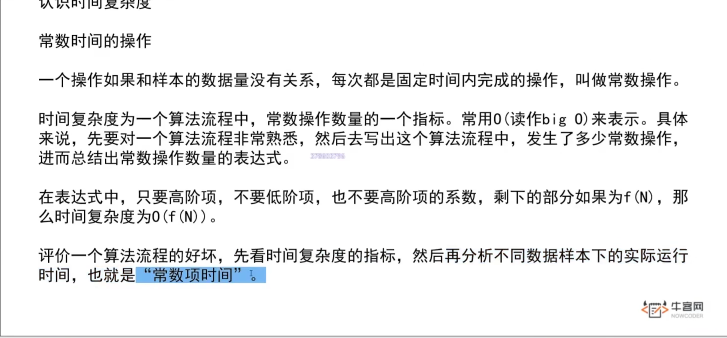 认识时间复杂度
常数时间的操作
一个操作如果和样本的数据量没有关系，每次都是固定时间内完成的操作，叫做常数操作。
时间复杂度为一个算法流程中，常数操作数量的一个指标。常用O(读作big O)来表示。具体
来说，先要对一个算法流程非常熟悉，然后去写出这个算法流程中，发生了多少常数操作，
进而总结出常数操作数量的表达式。
370603756
在表达式中，只要高阶项，不要低阶项，也不要高阶项的系数，剩下的部分如果为f(N)，那
么时间复杂度为O(f(N))。
评价一个算法流程的好坏，先看时间复杂度的指标，然后再分析不同数据样本下的实际运行
时间，也就是“常数项时间”。
牛客网
NOWCODER